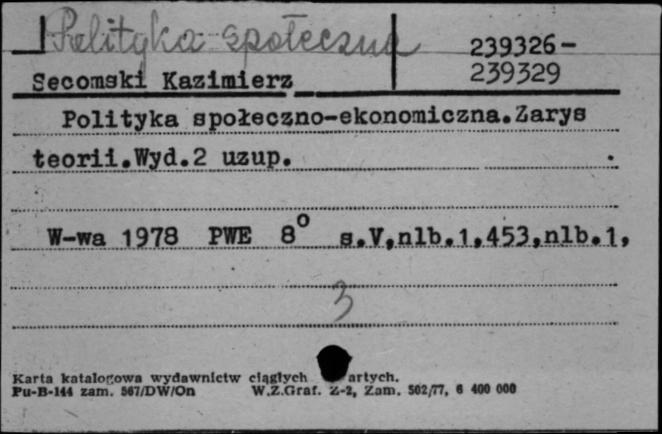 Polityka społeczna
239326-
Secomski Kazimierz
239329
Polityka społeczno-ekonomiczna.Zarys
teorii.Wyd.2 uzup.
W-wa 1978 PWE 8° s.V,nlb.1,453,nlb.1,
3
Karta katalogowa wydawnictw ciągłych artych.
Pu-B-144 zam. 567/DW/On W.Z.Graf. Z-2, Zam. 502/77, 6 400 000